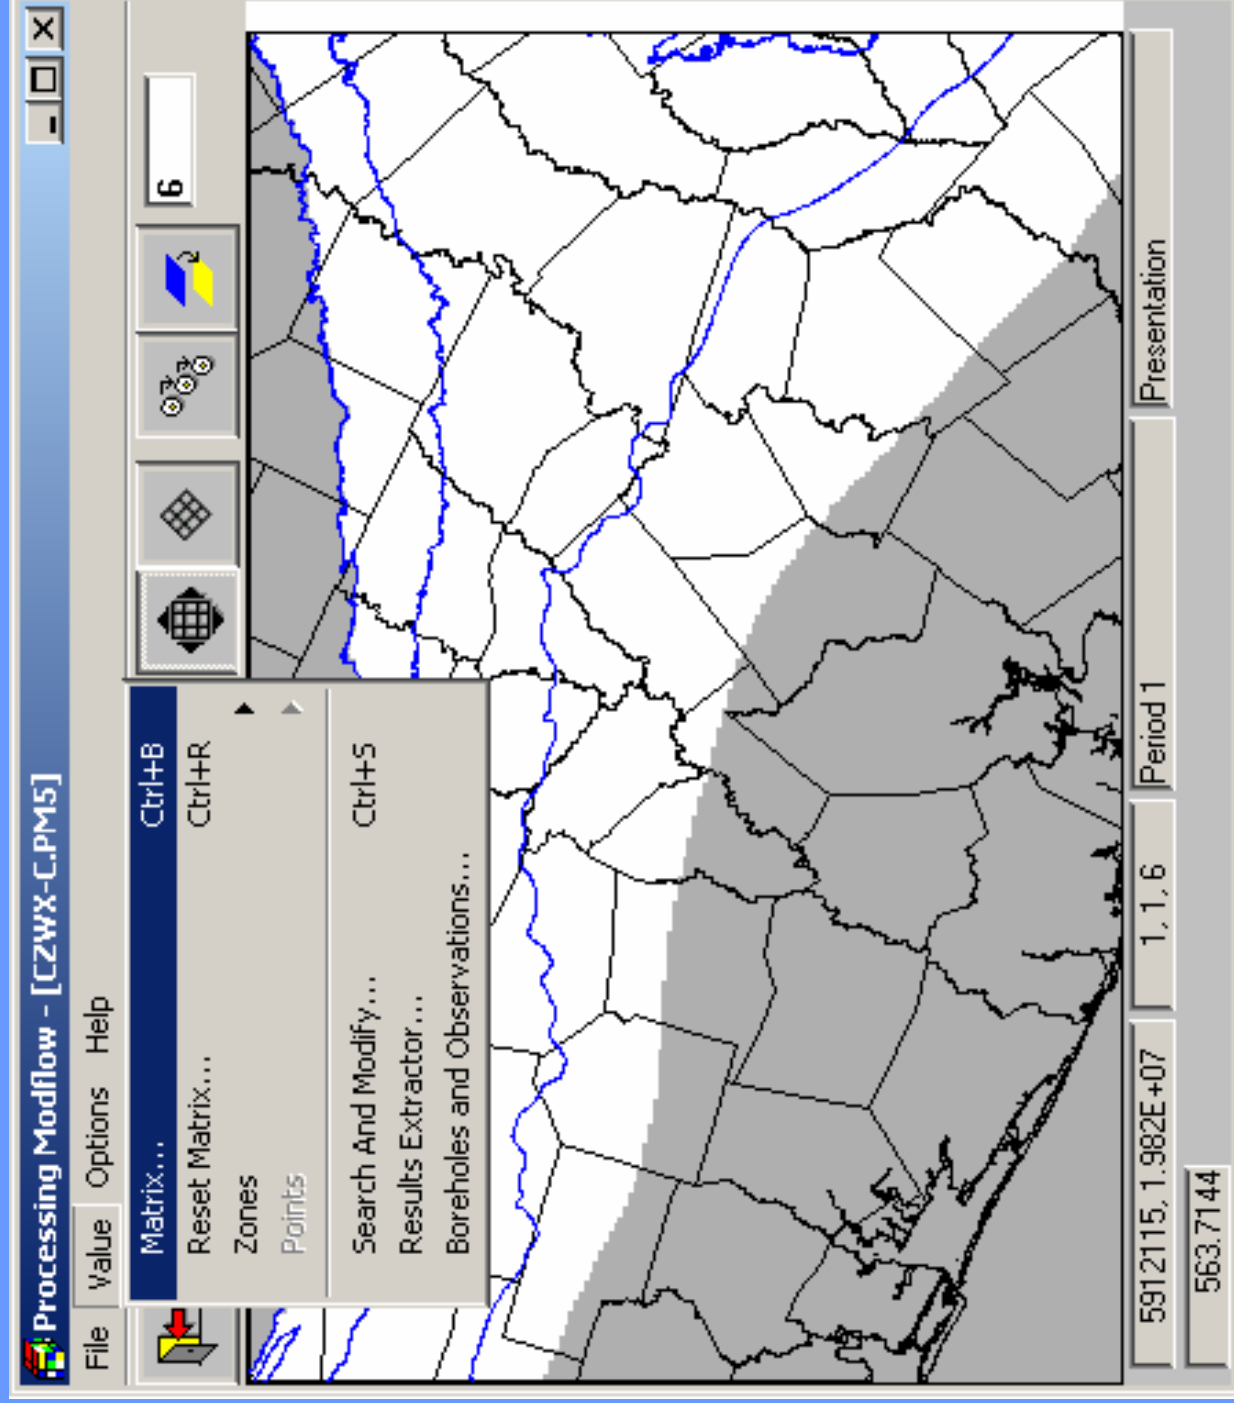 Processing Modflow - [CZWX-C.PM5]
File Value Options Help
6
Matrix... Ctrl+B
Reset Matrix... Ctrl+R
Zones
Points
Search And Modify... Ctrl+S
Results Extractor...
Boreholes and Observations...
5912115, 1.982E+07 1, 1, 6 Period 1 Presentation
563.7144